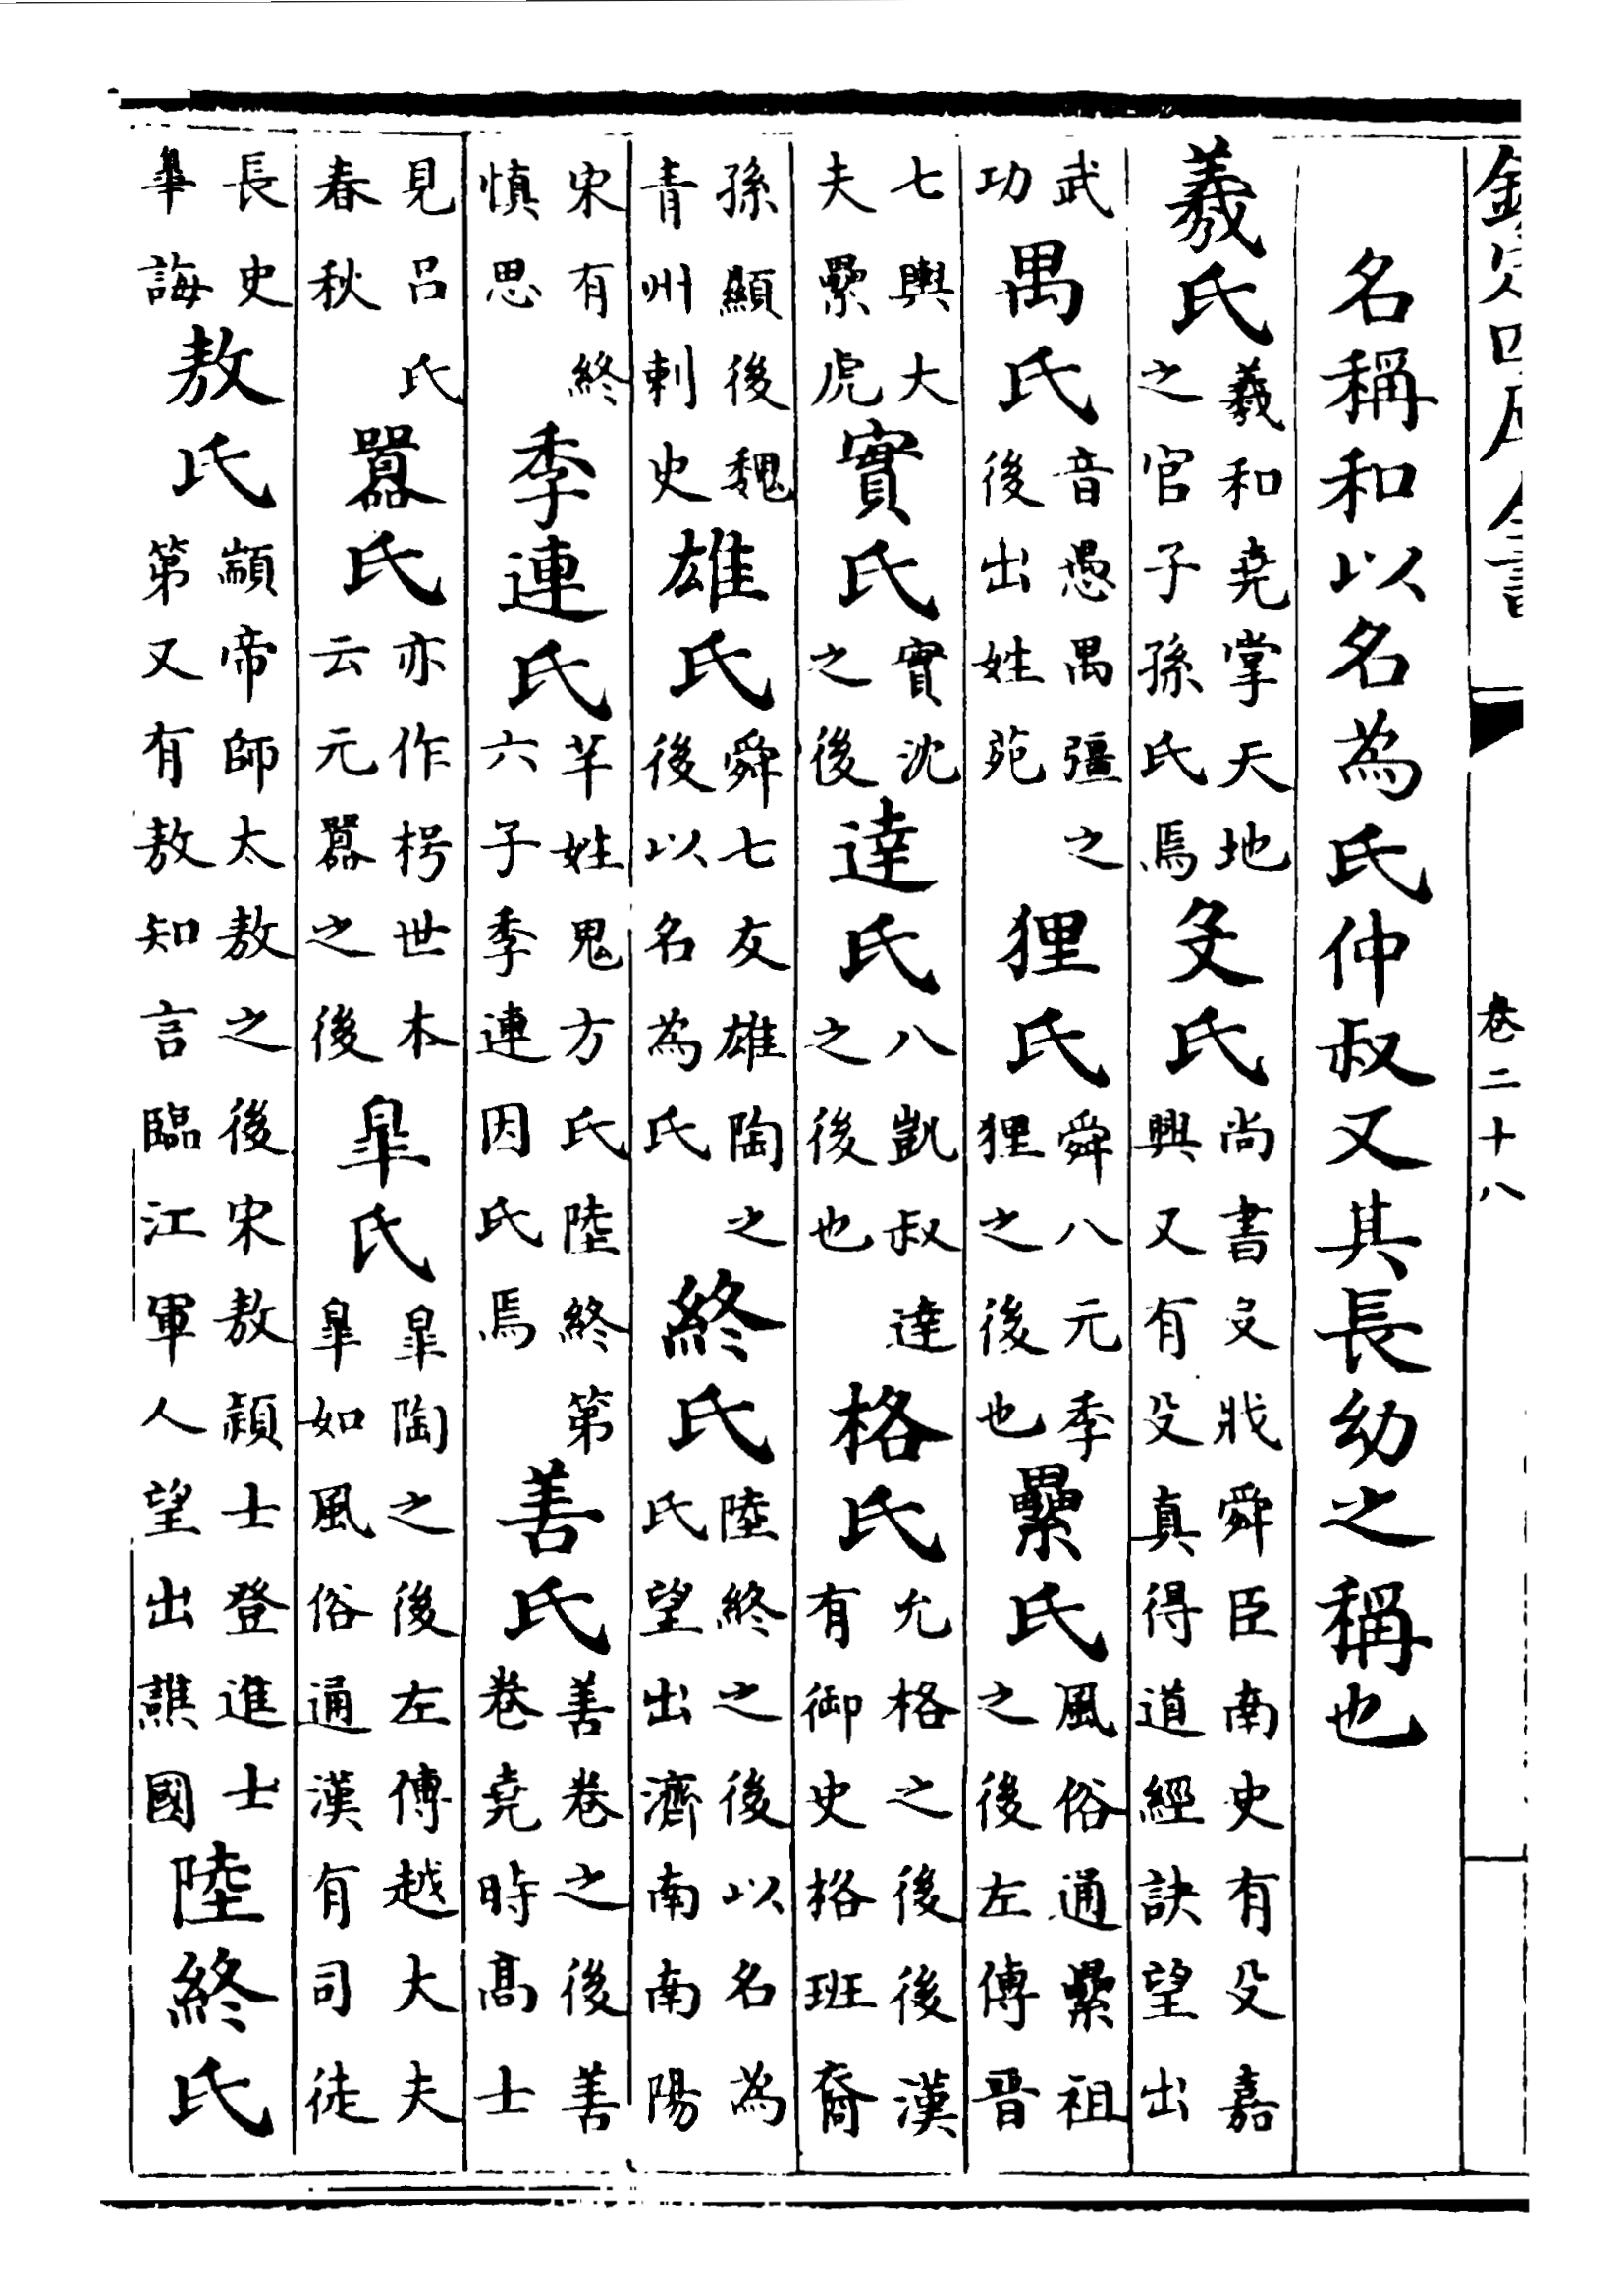 欽定四庫全書 卷二十八
名稱和以名為氏仲叔又其長幼之稱也
羲氏羲和堯掌天地之官子孫氏焉殳氏尚書殳戕舜臣南史有殳嘉興又有殳真得道經訣望出
武功禺氏音愚禺彊之後出姓苑狸氏舜八元季狸之後也纍氏風俗通纍祖之後左傳晉
七輿大夫纍虎實氏實沈之後達氏八凱叔達之後也格氏允格之後後漢有御史格班裔
孫顯後魏青州刺史雄氏舜七友雄陶之後以名為氏終氏陸終之後以名為氏望出濟南南陽
宋有終慎思季連氏芊姓鬼方氏陸終第六子季連因氏焉善氏善卷之後善卷堯時高士
見呂氏春秋囂氏亦作枵世本云元囂之後皐氏皐陶之後左傳越大夫皐如風俗通漢有司徒
長史皐誨敖氏顓帝師太敖之後宋敖潁士登進士第又有敖知言臨江軍人望出譙國陸終氏